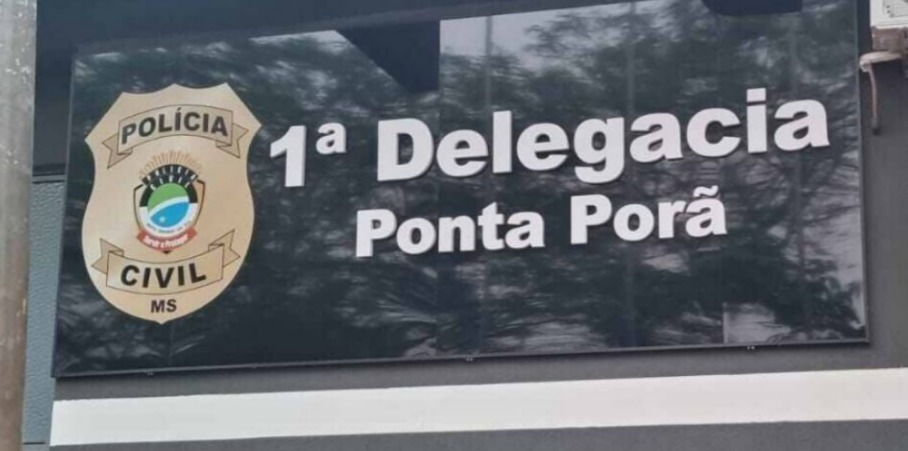 POLÍCIA
CIVIL
MS
1ª Delegacia
Ponta Porã